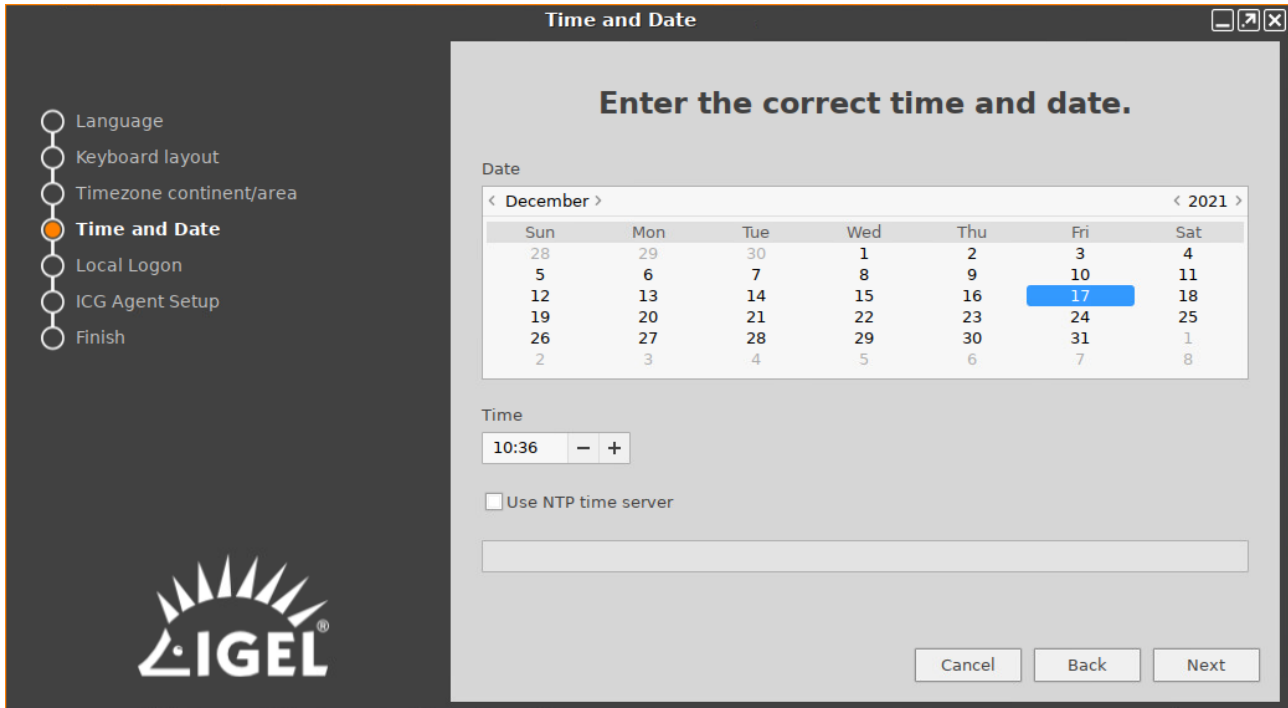 Time and Date
Language
Keyboard layout
Timezone continent/area
Time and Date
Local Logon
ICG Agent Setup
Finish
IGEL®
Enter the correct time and date.
Date
< December > < 2021 >
Sun Mon Tue Wed Thu Fri Sat
28 29 30 1 2 3 4
5 6 7 8 9 10 11
12 13 14 15 16 17 18
19 20 21 22 23 24 25
26 27 28 29 30 31 1
2 3 4 5 6 7 8
Time
10:36 − +
Use NTP time server
Cancel Back Next